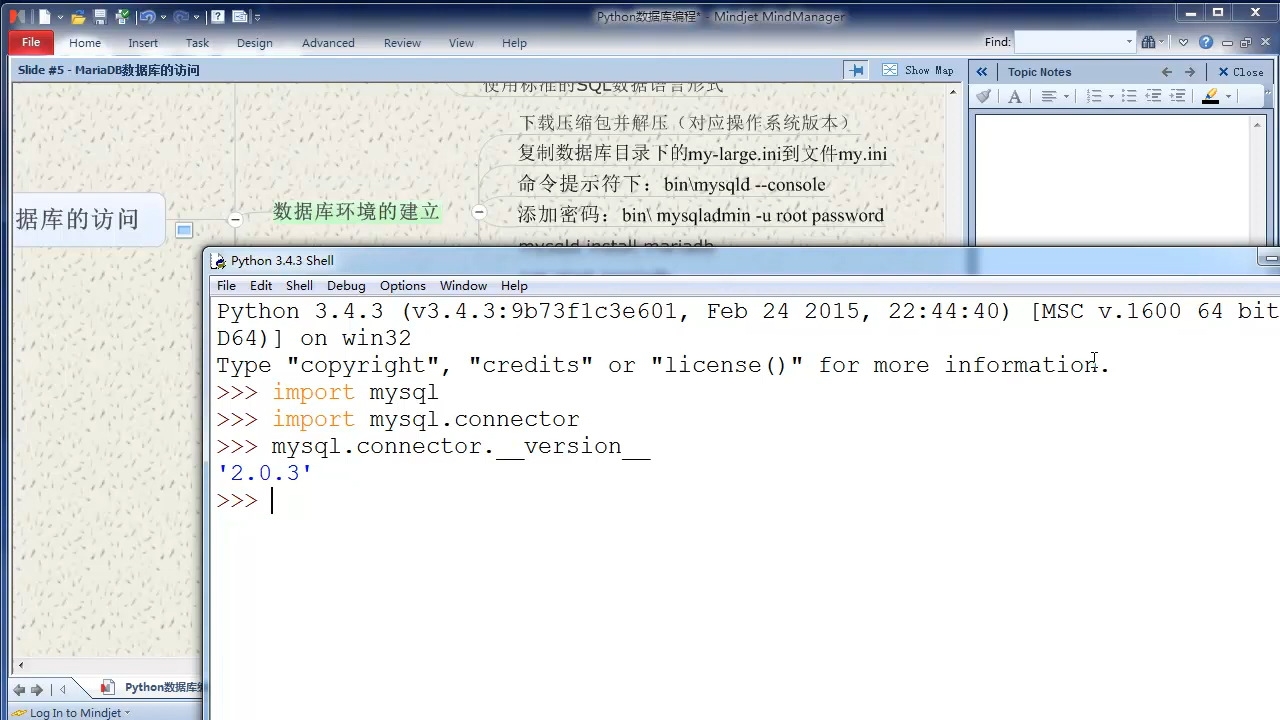 Python数据库编程* - Mindjet MindManager
File Home Insert Task Design Advanced Review View Help Find:
Slide #5 - MariaDB数据库的访问 Show Map Topic Notes Close
使用标准的SQL数据语言形式
下载压缩包并解压（对应操作系统版本）
复制数据库目录下的my-large.ini到文件my.ini
命令提示符下：bin\mysqld --console
据库的访问 数据库环境的建立
添加密码：bin\ mysqladmin -u root password
mysqld install mariadb
Python 3.4.3 Shell
File Edit Shell Debug Options Window Help
Python 3.4.3 (v3.4.3:9b73f1c3e601, Feb 24 2015, 22:44:40) [MSC v.1600 64 bit
D64)] on win32
Type "copyright", "credits" or "license()" for more information.
>>> import mysql
>>> import mysql.connector
>>> mysql.connector.__version__
'2.0.3'
>>>
Python数据库编
Log In to Mindjet